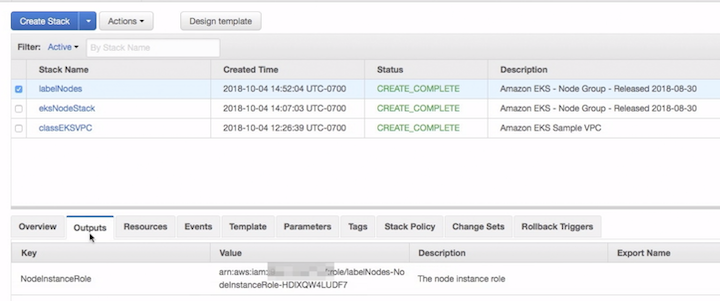 Create Stack Actions Design template
Filter: Active By Stack Name
Stack Name Created Time Status Description
labelNodes 2018-10-04 14:52:04 UTC-0700 CREATE_COMPLETE Amazon EKS - Node Group - Released 2018-08-30
eksNodeStack 2018-10-04 14:07:03 UTC-0700 CREATE_COMPLETE Amazon EKS - Node Group - Released 2018-08-30
classEKSVPC 2018-10-04 12:26:39 UTC-0700 CREATE_COMPLETE Amazon EKS Sample VPC
Overview Outputs Resources Events Template Parameters Tags Stack Policy Change Sets Rollback Triggers
Key Value Description Export Name
NodeInstanceRole arn:aws:iam: :role/labelNodes-No The node instance role
deInstanceRole-HDIXQW4LUDF7